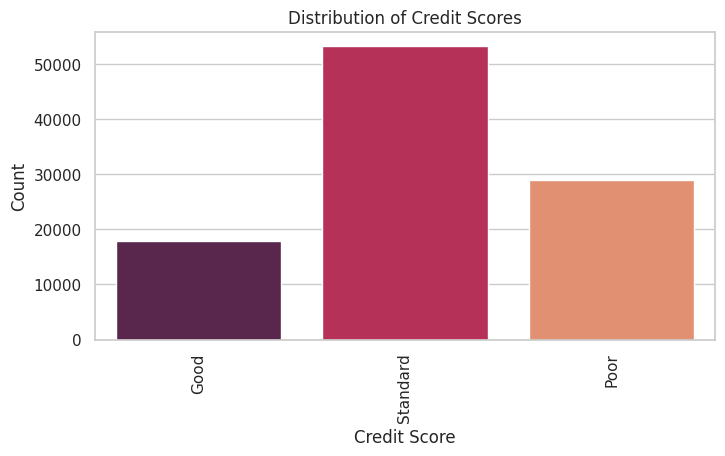 Distribution of Credit Scores
50000
40000
30000
20000
10000
0
Count
Good
Standard
Poor
Credit Score